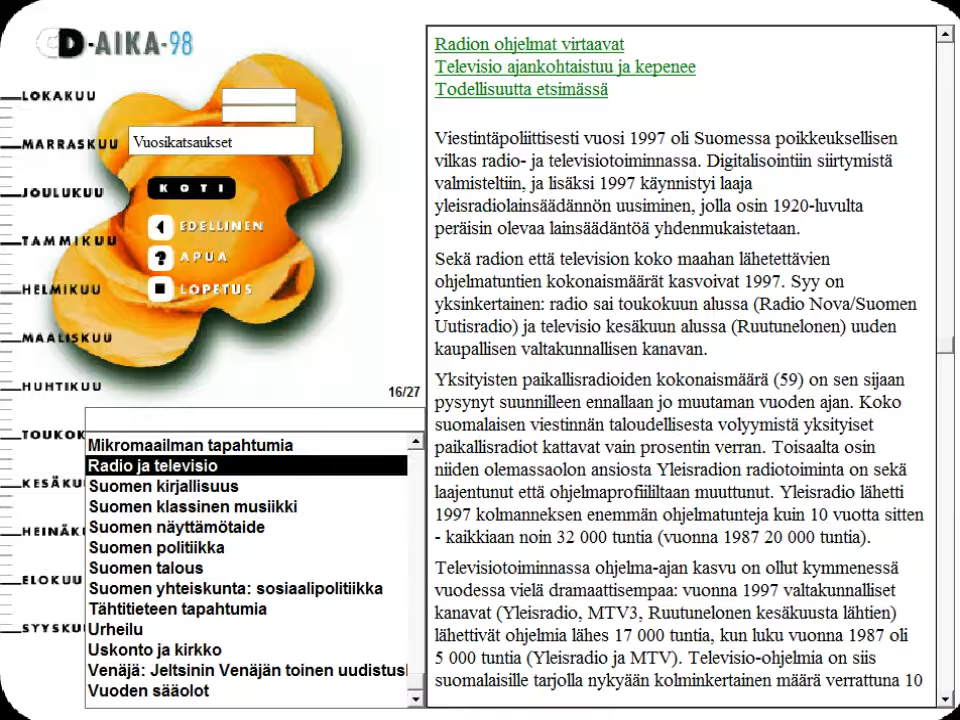 CD-AIKA-98
LOKAKUU
MARRASKUU
JOULUKUU
TAMMIKUU
HELMIKUU
MAALISKUU
HUHTIKUU
TOUKOK
KESÄKU
HEINÄK
ELOKUU
SYYSKU
Vuosikatsaukset
KOTI
EDELLINEN
APUA
LOPETUS
16/27
Mikromaailman tapahtumia
Radio ja televisio
Suomen kirjallisuus
Suomen klassinen musiikki
Suomen näyttämötaide
Suomen politiikka
Suomen talous
Suomen yhteiskunta: sosiaalipolitiikka
Tähtitieteen tapahtumia
Urheilu
Uskonto ja kirkko
Venäjä: Jeltsinin Venäjän toinen uudistusl
Vuoden sääolot
Radion ohjelmat virtaavat
Televisio ajankohtaistuu ja kepenee
Todellisuutta etsimässä
Viestintäpoliittisesti vuosi 1997 oli Suomessa poikkeuksellisen
vilkas radio- ja televisiotoiminnassa. Digitalisointiin siirtymistä
valmisteltiin, ja lisäksi 1997 käynnistyi laaja
yleisradiolainsäädännön uusiminen, jolla osin 1920-luvulta
peräisin olevaa lainsäädäntöä yhdenmukaistetaan.
Sekä radion että television koko maahan lähetettävien
ohjelmatuntien kokonaismäärät kasvoivat 1997. Syy on
yksinkertainen: radio sai toukokuun alussa (Radio Nova/Suomen
Uutisradio) ja televisio kesäkuun alussa (Ruutunelonen) uuden
kaupallisen valtakunnallisen kanavan.
Yksityisten paikallisradioiden kokonaismäärä (59) on sen sijaan
pysynyt suunnilleen ennallaan jo muutaman vuoden ajan. Koko
suomalaisen viestinnän taloudellisesta volyymistä yksityiset
paikallisradiot kattavat vain prosentin verran. Toisaalta osin
niiden olemassaolon ansiosta Yleisradion radiotoiminta on sekä
laajentunut että ohjelmaprofiililtaan muuttunut. Yleisradio lähetti
1997 kolmanneksen enemmän ohjelmatunteja kuin 10 vuotta sitten
- kaikkiaan noin 32 000 tuntia (vuonna 1987 20 000 tuntia).
Televisiotoiminnassa ohjelma-ajan kasvu on ollut kymmenessä
vuodessa vielä dramaattisempaa: vuonna 1997 valtakunnalliset
kanavat (Yleisradio, MTV3, Ruutunelonen kesäkuusta lähtien)
lähettivät ohjelmia lähes 17 000 tuntia, kun luku vuonna 1987 oli
5 000 tuntia (Yleisradio ja MTV). Televisio-ohjelmia on siis
suomalaisille tarjolla nykyään kolminkertainen määrä verrattuna 10